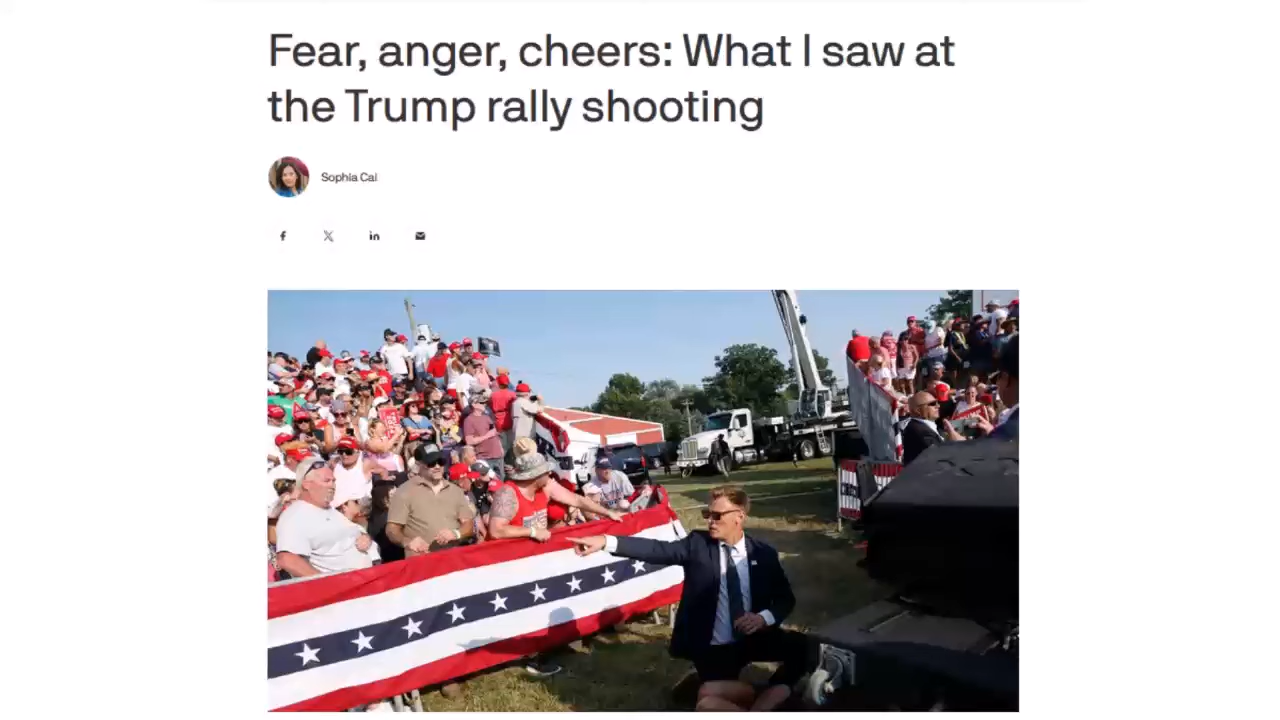 Fear, anger, cheers: What I saw at
the Trump rally shooting
Sophia Cai